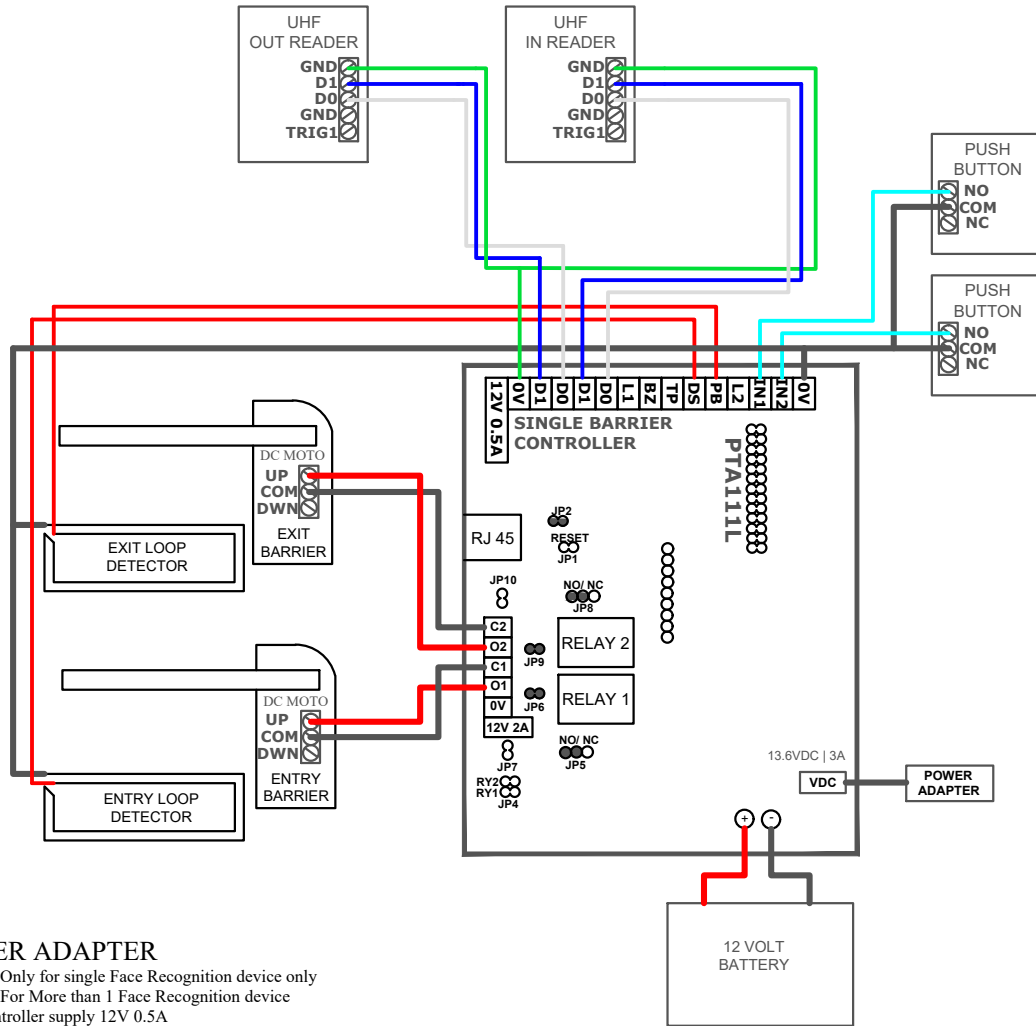 UHF
OUT READER
GND
D1
D0
GND
TRIG1
UHF
IN READER
GND
D1
D0
GND
TRIG1
PUSH
BUTTON
NO
COM
NC
PUSH
BUTTON
NO
COM
NC
12V 0.5A
0V
D1
D0
D1
D0
L1
BZ
TP
DS
PB
L2
IN1
IN2
0V
SINGLE BARRIER
CONTROLLER
PTA111L
DC MOTO
UP
COM
DWN
EXIT
BARRIER
EXIT LOOP
DETECTOR
RJ 45
JP2
RESET
JP1
JP10
NO/ NC
JP8
C2
O2
C1
O1
0V
12V 2A
JP9
RELAY 2
JP6
RELAY 1
NO/ NC
JP5
JP7
RY2
RY1
JP4
DC MOTO
UP
COM
DWN
ENTRY
BARRIER
ENTRY LOOP
DETECTOR
13.6VDC | 3A
VDC
POWER
ADAPTER
+
-
12 VOLT
BATTERY
ER ADAPTER
Only for single Face Recognition device only
For More than 1 Face Recognition device
ntroller supply 12V 0.5A